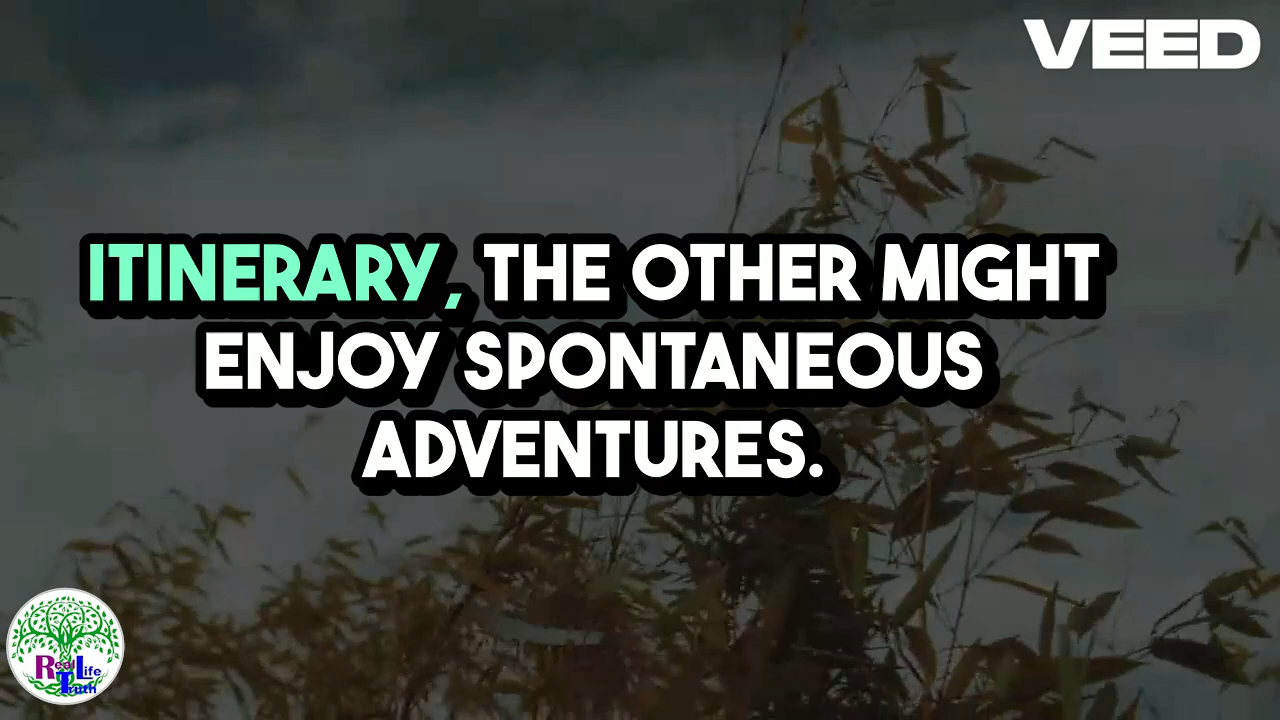 VEED
ITINERARY, THE OTHER MIGHT
ENJOY SPONTANEOUS
ADVENTURES.
Real Life
Truth